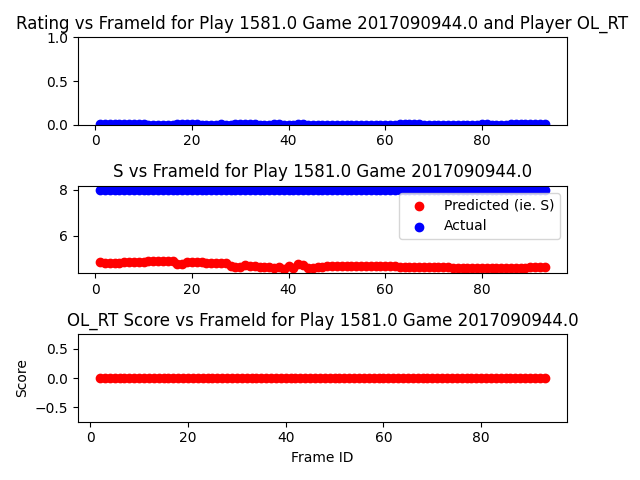 Rating vs FrameId for Play 1581.0 Game 2017090944.0 and Player OL_RT
1.0
0.5
0.0
0 20 40 60 80
S vs FrameId for Play 1581.0 Game 2017090944.0
8
6
Predicted (ie. S)
Actual
0 20 40 60 80
OL_RT Score vs FrameId for Play 1581.0 Game 2017090944.0
0.5
0.0
−0.5
Score
0 20 40 60 80
Frame ID